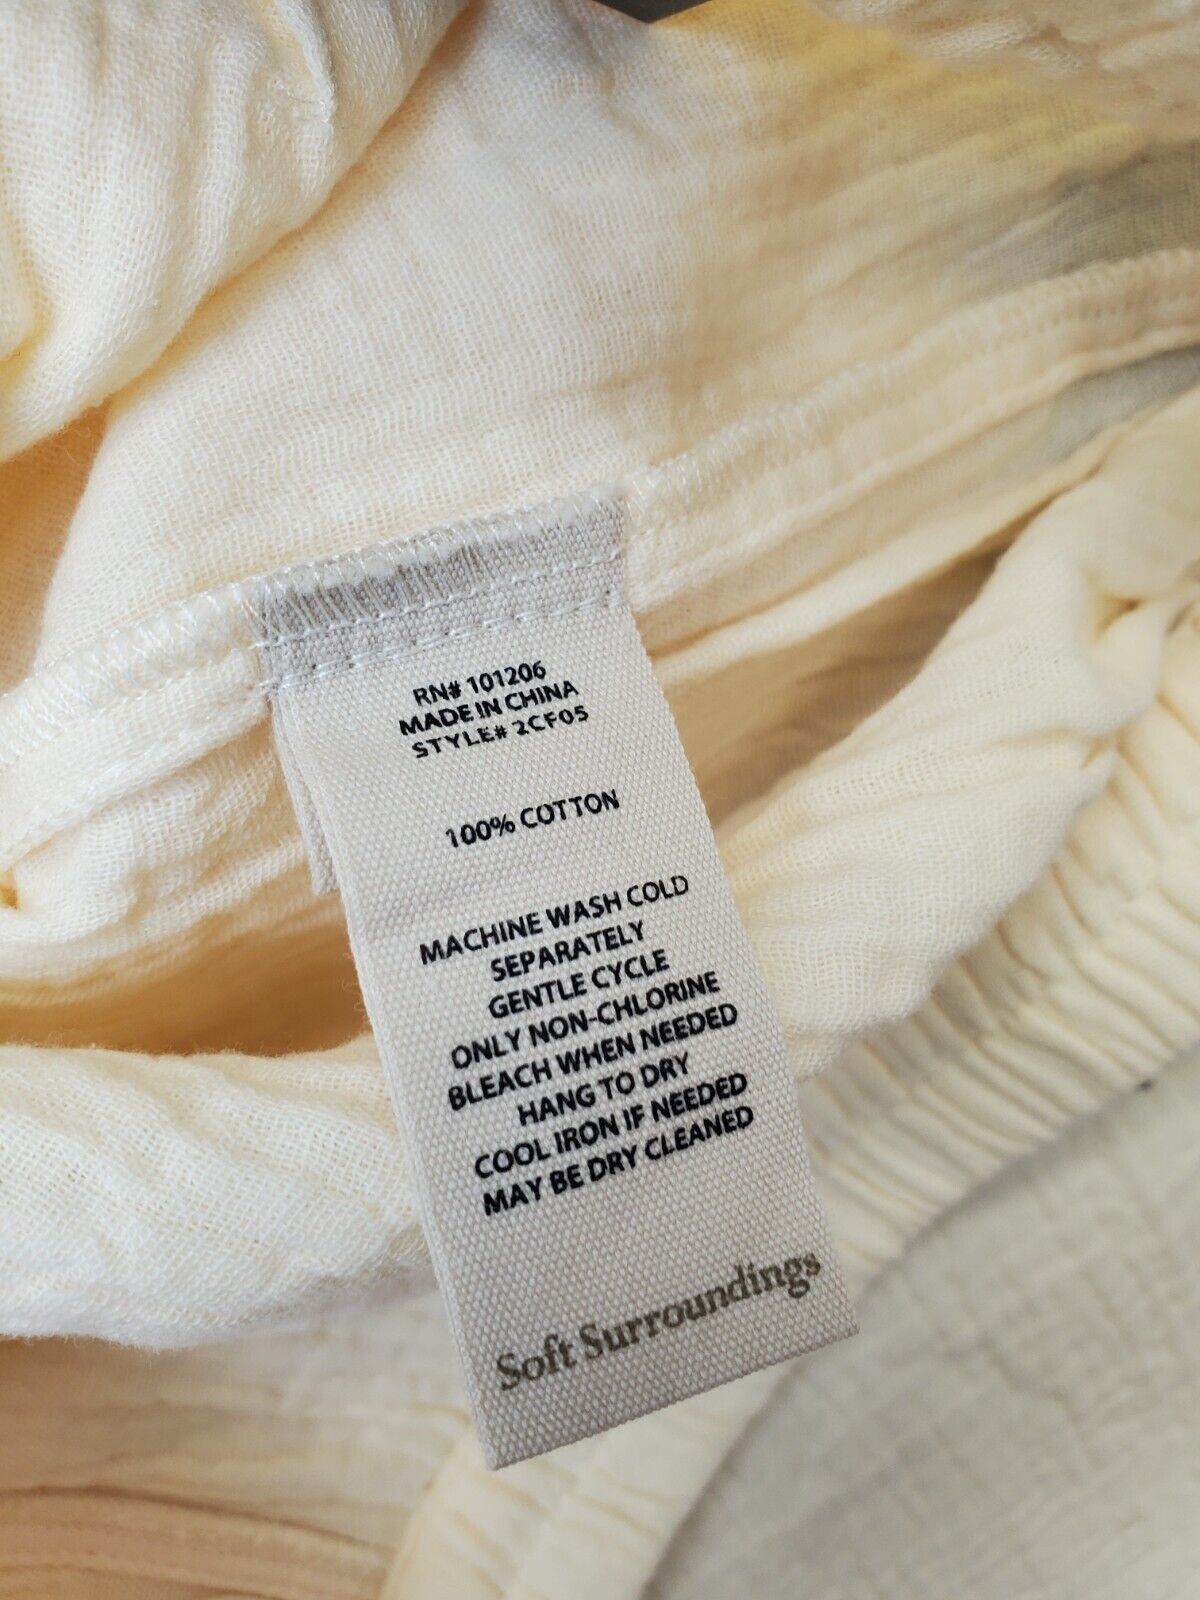 RN# 101206
MADE IN CHINA
STYLE# 2CF05
100% COTTON
MACHINE WASH COLD
SEPARATELY
GENTLE CYCLE
ONLY NON-CHLORINE
BLEACH WHEN NEEDED
HANG TO DRY
COOL IRON IF NEEDED
MAY BE DRY CLEANED
Soft Surroundings